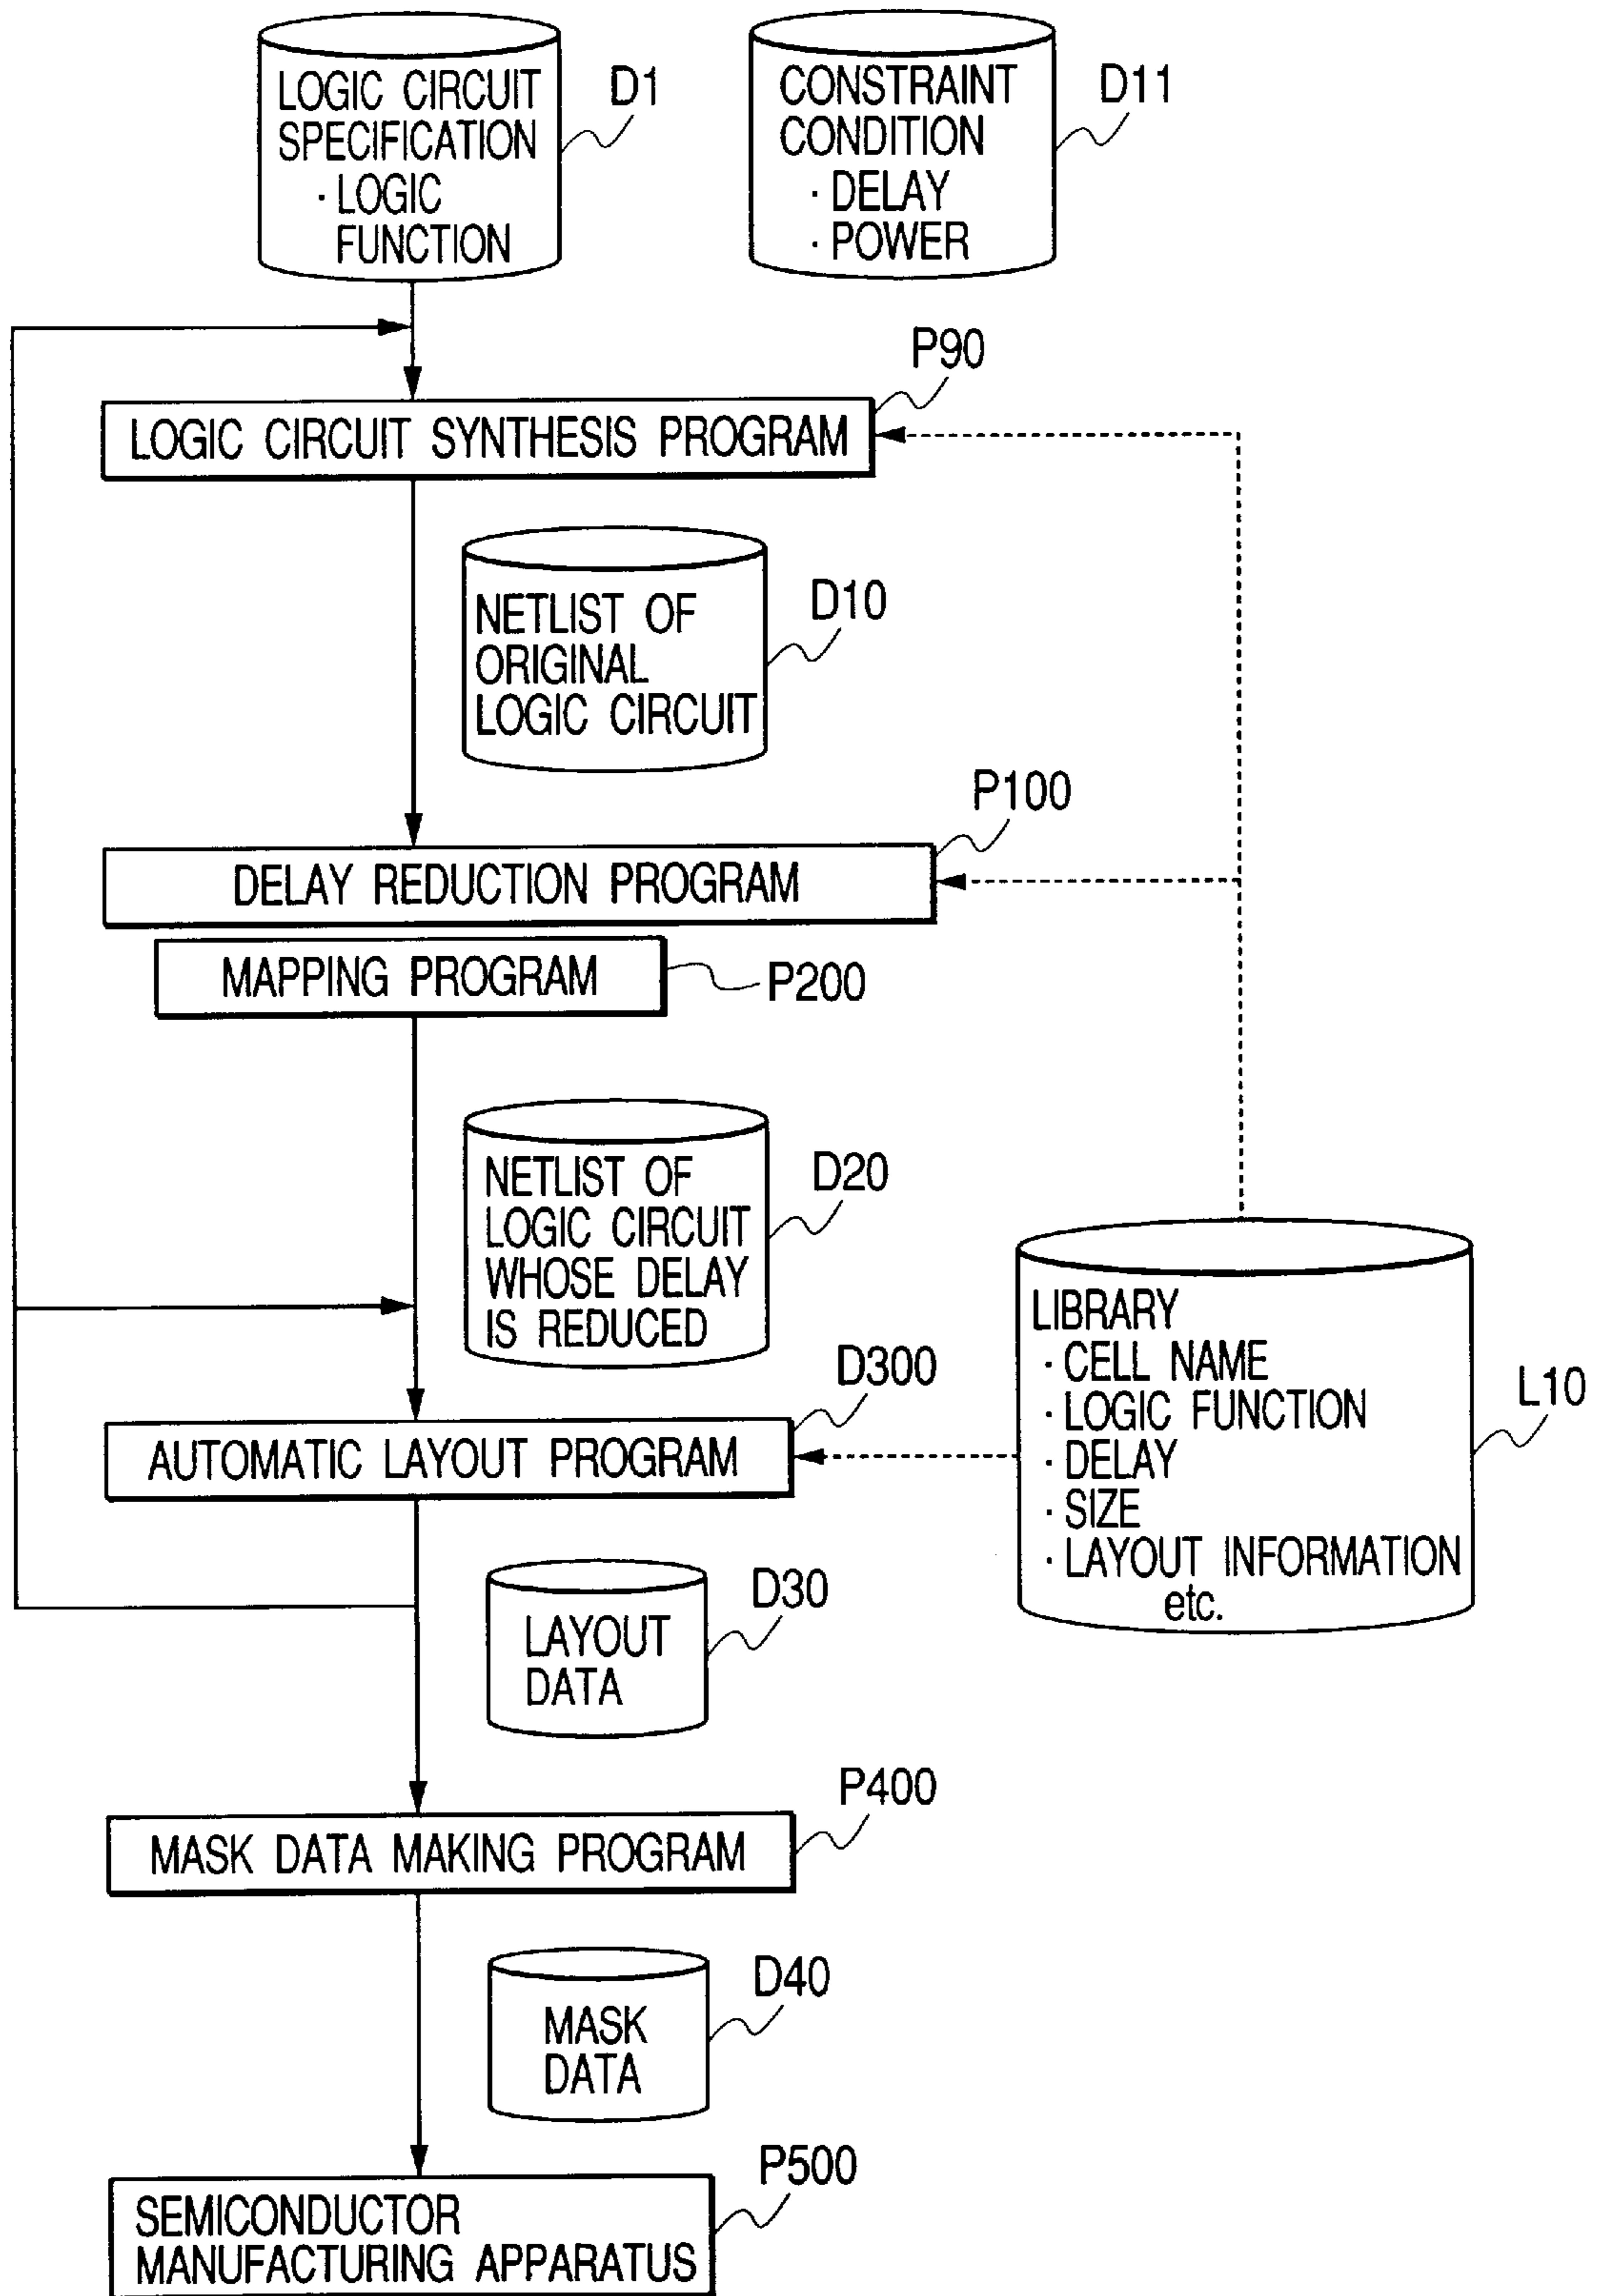 LOGIC CIRCUIT
SPECIFICATION
· LOGIC
FUNCTION
D1
CONSTRAINT
CONDITION
· DELAY
· POWER
D11
P90
LOGIC CIRCUIT SYNTHESIS PROGRAM
NETLIST OF
ORIGINAL
LOGIC CIRCUIT
D10
P100
DELAY REDUCTION PROGRAM
MAPPING PROGRAM
P200
NETLIST OF
LOGIC CIRCUIT
WHOSE DELAY
IS REDUCED
D20
D300
AUTOMATIC LAYOUT PROGRAM
LIBRARY
· CELL NAME
· LOGIC FUNCTION
· DELAY
· SIZE
· LAYOUT INFORMATION
etc.
L10
LAYOUT
DATA
D30
P400
MASK DATA MAKING PROGRAM
MASK
DATA
D40
P500
SEMICONDUCTOR
MANUFACTURING APPARATUS